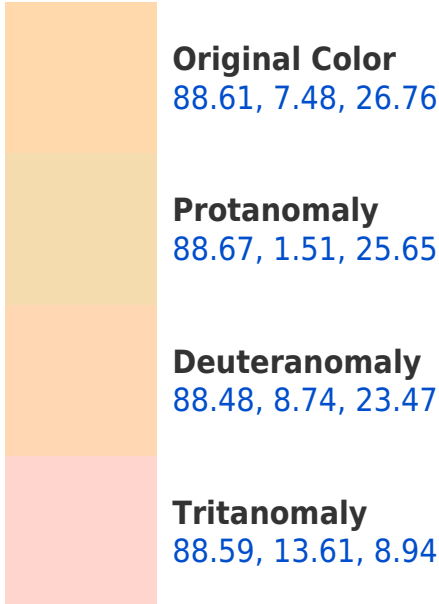 Original Color
88.61, 7.48, 26.76
Protanomaly
88.67, 1.51, 25.65
Deuteranomaly
88.48, 8.74, 23.47
Tritanomaly
88.59, 13.61, 8.94